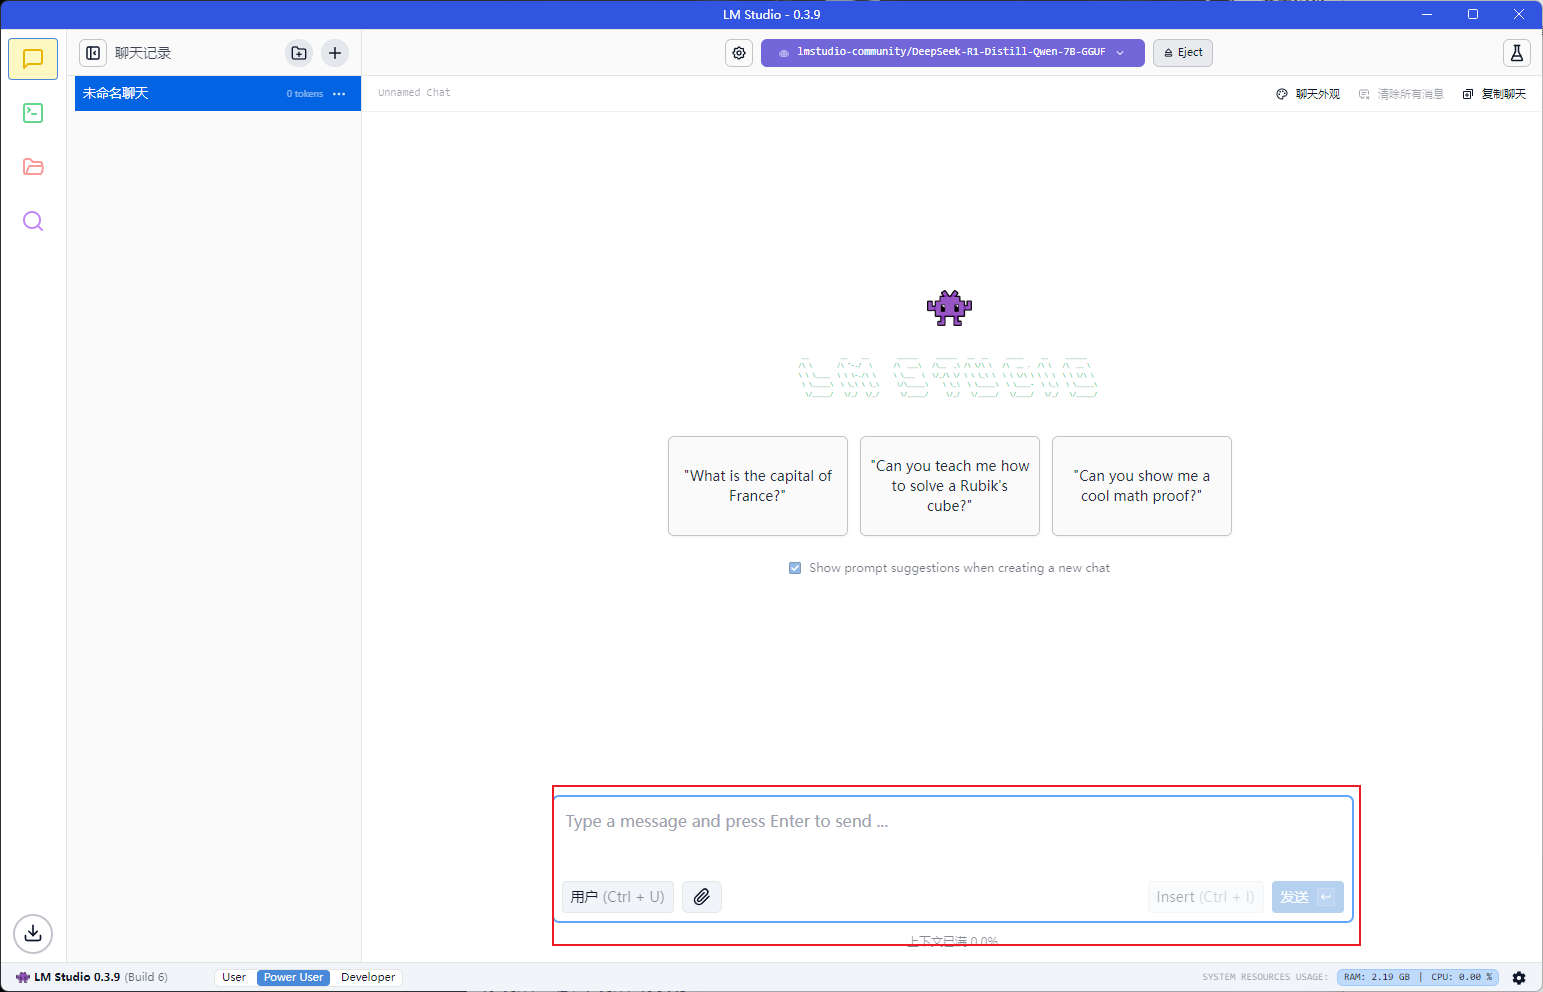 LM Studio - 0.3.9
聊天记录
lmstudio-community/DeepSeek-R1-Distill-Qwen-7B-GGUF
Eject
未命名聊天 0 tokens ...
Unnamed Chat
聊天外观
清除所有消息
复制聊天
LM STUDIO
"What is the capital of
France?"
"Can you teach me how
to solve a Rubik's
cube?"
"Can you show me a
cool math proof?"
Show prompt suggestions when creating a new chat
Type a message and press Enter to send ...
用户 (Ctrl + U)
Insert (Ctrl + I)
发送
上下文已满 0.0%
LM Studio 0.3.9 (Build 6)
User
Power User
Developer
SYSTEM RESOURCES USAGE:
RAM: 2.19 GB | CPU: 0.00 %